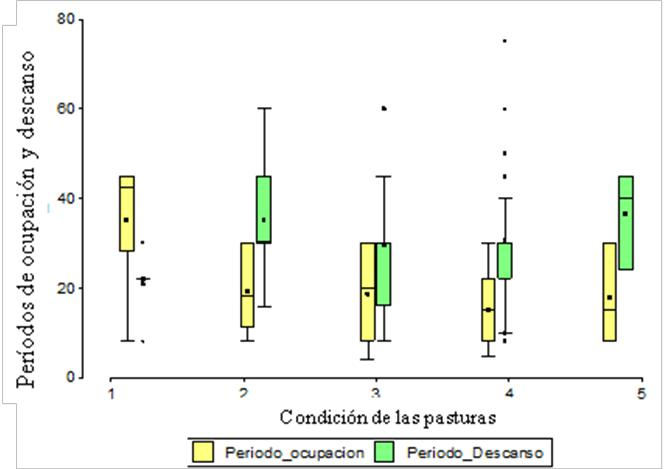 Períodos de ocupación y descanso
80
60
40
20
0
1 2 3 4 5
Condición de las pasturas
Periodo_ocupacion Periodo_Descanso